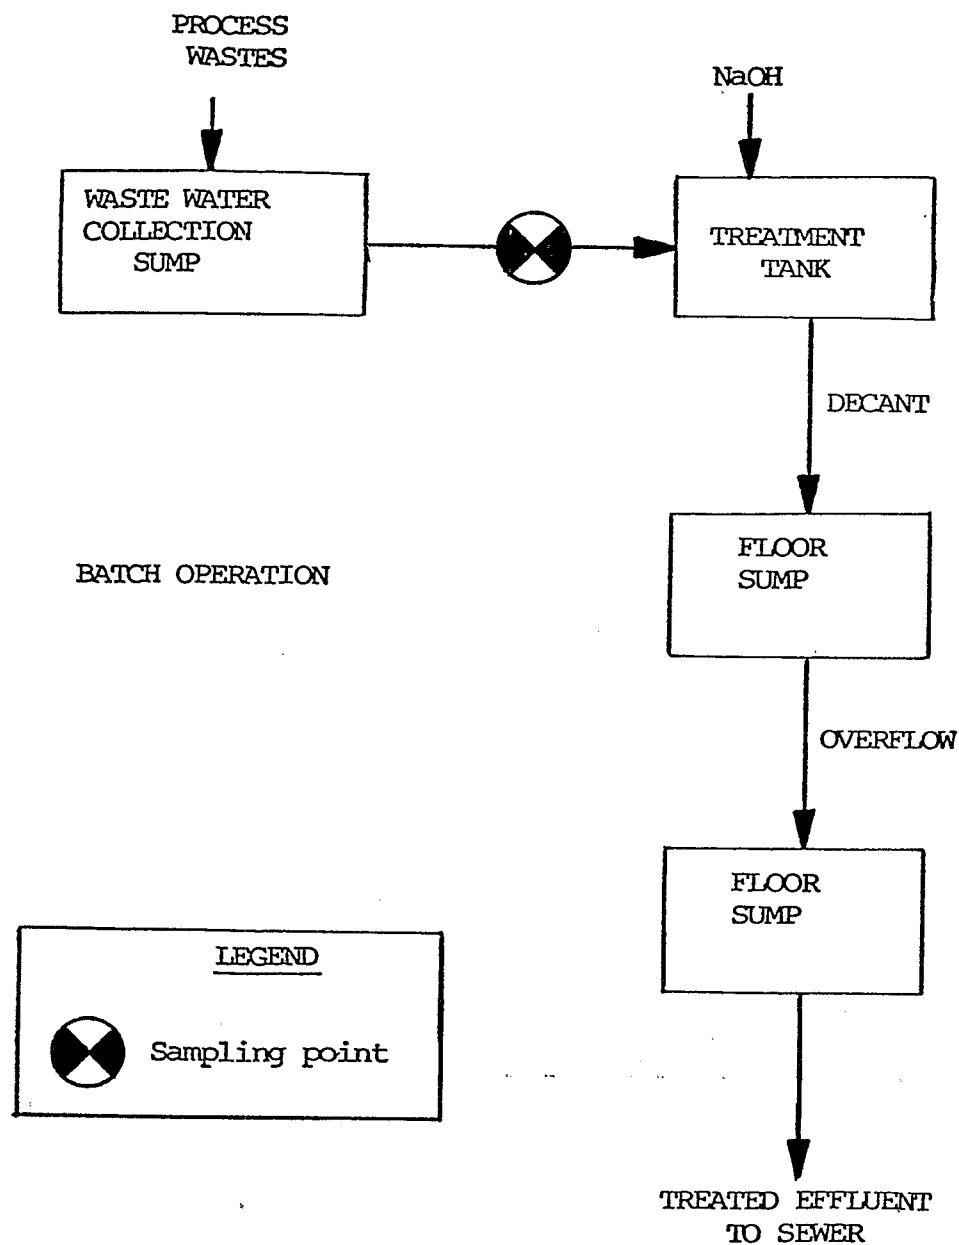 PROCESS
WASTES
NaOH
WASTE WATER
COLLECTION
SUMP
TREATMENT
TANK
DECANT
FLOOR
SUMP
BATCH OPERATION
OVERFLOW
FLOOR
SUMP
LEGEND
Sampling point
TREATED EFFLUENT
TO SEWER